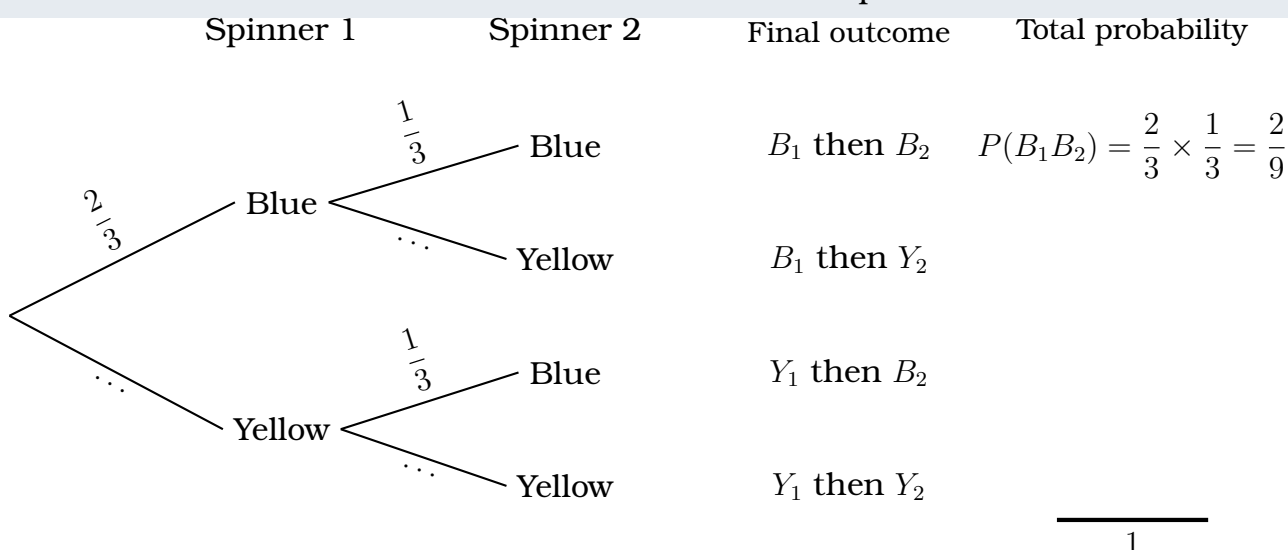 Spinner 1 Spinner 2 Final outcome Total probability
1/3 Blue B₁ then B₂ P(B₁B₂) = 2/3 × 1/3 = 2/9
2/3 Blue
... Yellow B₁ then Y₂
1/3 Blue Y₁ then B₂
... Yellow
... Yellow Y₁ then Y₂
1